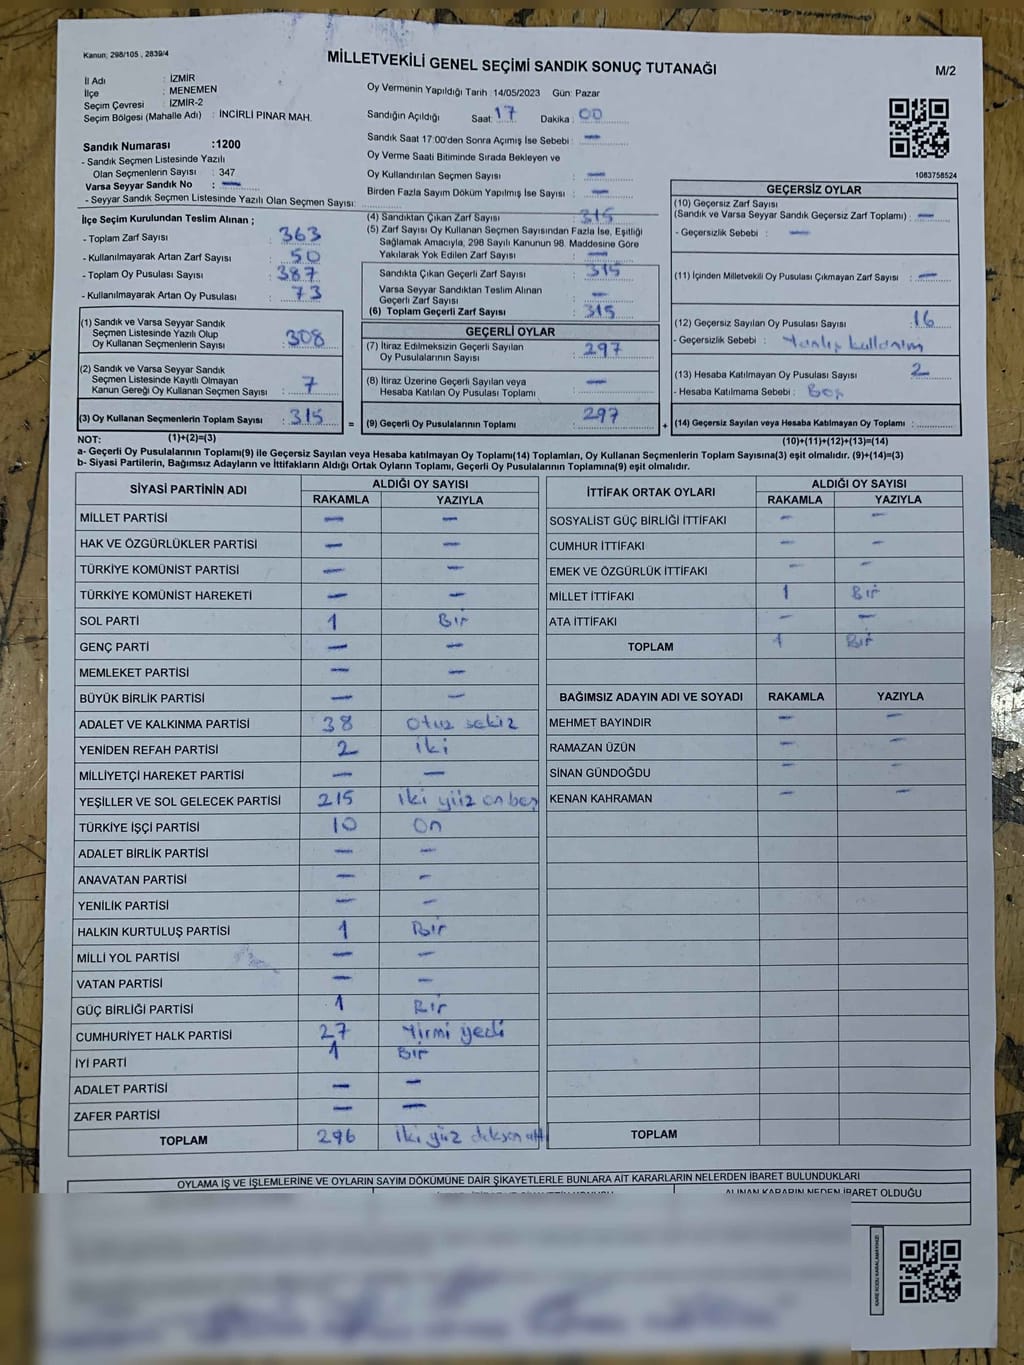 Kanun; 298/105 , 2839/4
MİLLETVEKİLİ GENEL SEÇİMİ SANDIK SONUÇ TUTANAĞI
M/2
İl Adı : İZMİR
İlçe : MENEMEN
Seçim Çevresi : İZMİR-2
Seçim Bölgesi (Mahalle Adı) : İNCİRLİ PINAR MAH.
Oy Vermenin Yapıldığı Tarih :14/05/2023 Gün: Pazar
Sandığın Açıldığı Saat: 17 Dakika: 00
Sandık Saat 17:00'den Sonra Açımış İse Sebebi : —
Oy Verme Saati Bitiminde Sırada Bekleyen ve
Oy Kullandırılan Seçmen Sayısı : —
Birden Fazla Sayım Döküm Yapılmış İse Sayısı : —
1083758524
Sandık Numarası :1200
- Sandık Seçmen Listesinde Yazılı
Olan Seçmenlerin Sayısı : 347
Varsa Seyyar Sandık No : —
- Seyyar Sandık Seçmen Listesinde Yazılı Olan Seçmen Sayısı:
İlçe Seçim Kurulundan Teslim Alınan ;
- Toplam Zarf Sayısı : 363
- Kullanılmayarak Artan Zarf Sayısı : 50
- Toplam Oy Pusulası Sayısı : 387
- Kullanılmayarak Artan Oy Pusulası : 73
(1) Sandık ve Varsa Seyyar Sandık
Seçmen Listesinde Yazılı Olup
Oy Kullanan Seçmenlerin Sayısı : 308
(2) Sandık ve Varsa Seyyar Sandık
Seçmen Listesinde Kayıtlı Olmayan
Kanun Gereği Oy Kullanan Seçmen Sayısı : 7
(3) Oy Kullanan Seçmenlerin Toplam Sayısı : 315
(1)+(2)=(3)
(4) Sandıktan Çıkan Zarf Sayısı : 315
(5) Zarf Sayısı Oy Kullanan Seçmen Sayısından Fazla İse, Eşitliği
Sağlamak Amacıyla, 298 Sayılı Kanunun 98. Maddesine Göre
Yakılarak Yok Edilen Zarf Sayısı : —
Sandıkta Çıkan Geçerli Zarf Sayısı : 315
Varsa Seyyar Sandıktan Teslim Alınan
Geçerli Zarf Sayısı : —
(6) Toplam Geçerli Zarf Sayısı : 315
GEÇERLİ OYLAR
(7) İtiraz Edilmeksizin Geçerli Sayılan
Oy Pusulalarının Sayısı : 297
(8) İtiraz Üzerine Geçerli Sayılan veya
Hesaba Katılan Oy Pusulası Toplamı : —
= (9) Geçerli Oy Pusulalarının Toplamı : 297
GEÇERSİZ OYLAR
(10) Geçersiz Zarf Sayısı
(Sandık ve Varsa Seyyar Sandık Geçersiz Zarf Toplamı) : —
- Geçersizlik Sebebi : —
(11) İçinden Milletvekili Oy Pusulası Çıkmayan Zarf Sayısı : —
(12) Geçersiz Sayılan Oy Pusulası Sayısı : 16
- Geçersizlik Sebebi : Yanlış kullanım
(13) Hesaba Katılmayan Oy Pusulası Sayısı : 2
- Hesaba Katılmama Sebebi : Boş
+ (14) Geçersiz Sayılan veya Hesaba Katılmayan Oy Toplamı :
(10)+(11)+(12)+(13)=(14)
NOT:
a- Geçerli Oy Pusulalarının Toplamı(9) ile Geçersiz Sayılan veya Hesaba katılmayan Oy Toplamı(14) Toplamları, Oy Kullanan Seçmenlerin Toplam Sayısına(3) eşit olmalıdır. (9)+(14)=(3)
b- Siyasi Partilerin, Bağımsız Adayların ve İttifakların Aldığı Ortak Oyların Toplamı, Geçerli Oy Pusulalarının Toplamına(9) eşit olmalıdır.
SİYASİ PARTİNİN ADI ALDIĞI OY SAYISI
RAKAMLA YAZIYLA
MİLLET PARTİSİ — —
HAK VE ÖZGÜRLÜKLER PARTİSİ — —
TÜRKİYE KOMÜNİST PARTİSİ — —
TÜRKİYE KOMÜNİST HAREKETİ — —
SOL PARTİ 1 Bir
GENÇ PARTİ — —
MEMLEKET PARTİSİ — —
BÜYÜK BİRLİK PARTİSİ — —
ADALET VE KALKINMA PARTİSİ 38 Otuz sekiz
YENİDEN REFAH PARTİSİ 2 iki
MİLLİYETÇİ HAREKET PARTİSİ — —
YEŞİLLER VE SOL GELECEK PARTİSİ 215 iki yüz on beş
TÜRKİYE İŞÇİ PARTİSİ 10 On
ADALET BİRLİK PARTİSİ — —
ANAVATAN PARTİSİ — —
YENİLİK PARTİSİ — —
HALKIN KURTULUŞ PARTİSİ 1 Bir
MİLLİ YOL PARTİSİ — —
VATAN PARTİSİ — —
GÜÇ BİRLİĞİ PARTİSİ 1 Bir
CUMHURİYET HALK PARTİSİ 27 Yirmi yedi
İYİ PARTİ 1 Bir
ADALET PARTİSİ — —
ZAFER PARTİSİ — —
TOPLAM 296 iki yüz doksan altı
İTTİFAK ORTAK OYLARI ALDIĞI OY SAYISI
RAKAMLA YAZIYLA
SOSYALİST GÜÇ BİRLİĞİ İTTİFAKI — —
CUMHUR İTTİFAKI — —
EMEK VE ÖZGÜRLÜK İTTİFAKI — —
MİLLET İTTİFAKI 1 Bir
ATA İTTİFAKI — —
TOPLAM 1 Bir
BAĞIMSIZ ADAYIN ADI VE SOYADI RAKAMLA YAZIYLA
MEHMET BAYINDIR — —
RAMAZAN ÜZÜN — —
SİNAN GÜNDOĞDU — —
KENAN KAHRAMAN — —
TOPLAM
OYLAMA İŞ VE İŞLEMLERİNE VE OYLARIN SAYIM DÖKÜMÜNE DAİR ŞİKAYETLERLE BUNLARA AİT KARARLARIN NELERDEN İBARET BULUNDUKLARI
ALINAN KARARIN NEDEN İBARET OLDUĞU
KARE KODU KARALAMAYINIZ!